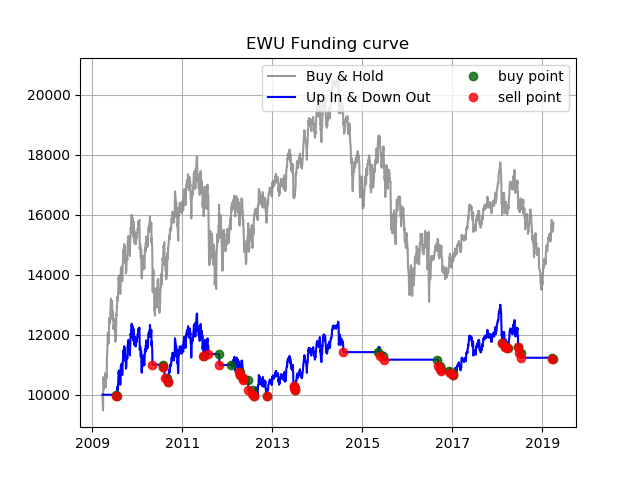 EWU Funding curve
Buy & Hold
Up In & Down Out
buy point
sell point
20000
18000
16000
14000
12000
10000
2009 2011 2013 2015 2017 2019